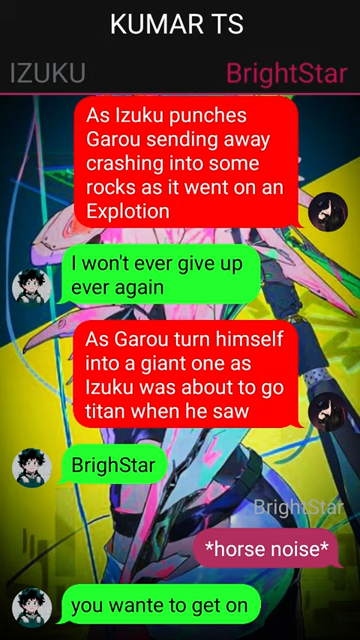 KUMAR TS
IZUKU
BrightStar
As Izuku punches
Garou sending away
crashing into some
rocks as it went on an
Explotion
I won't ever give up
ever again
As Garou turn himself
into a giant one as
Izuku was about to go
titan when he saw
BrighStar
BrightStar
*horse noise*
you wante to get on